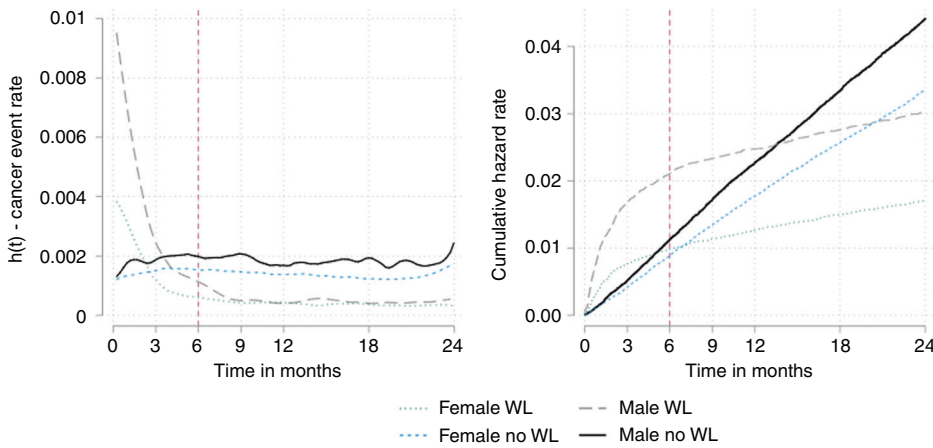 h(t) - cancer event rate
0.01
0.008
0.006
0.004
0.002
0
0 3 6 9 12 18 24
Time in months
Cumulative hazard rate
0.04
0.03
0.02
0.01
0.00
0 3 6 9 12 18 24
Time in months
Female WL Male WL
Female no WL Male no WL